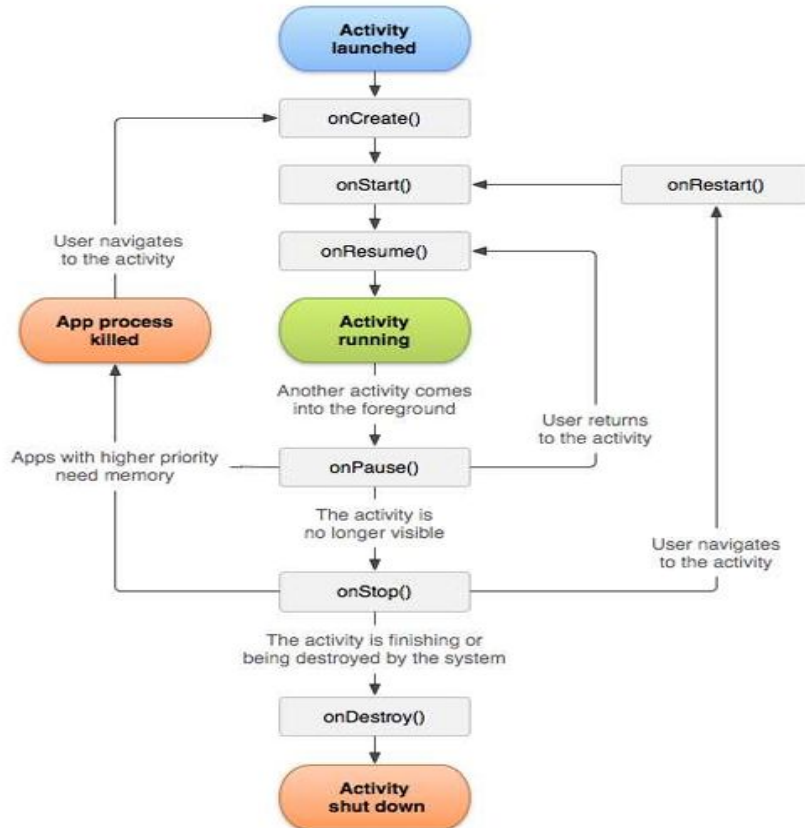 Activity
launched
onCreate()
onStart()
onRestart()
User navigates
to the activity
onResume()
App process
killed
Activity
running
Another activity comes
into the foreground
User returns
to the activity
Apps with higher priority
need memory
onPause()
The activity is
no longer visible
User navigates
to the activity
onStop()
The activity is finishing or
being destroyed by the system
onDestroy()
Activity
shut down